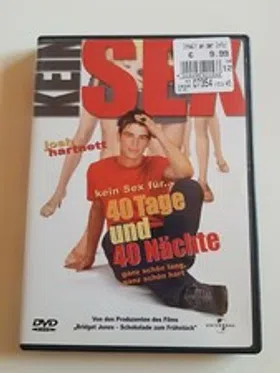 KEIN
SEX
€ 9.99
josh
hartnett
kein Sex für...
40 Tage
und
40 Nächte
ganz schön lang,
ganz schön hart
Von den Produzenten des Films
„Bridget Jones - Schokolade zum Frühstück"
DVD
UNIVERSAL